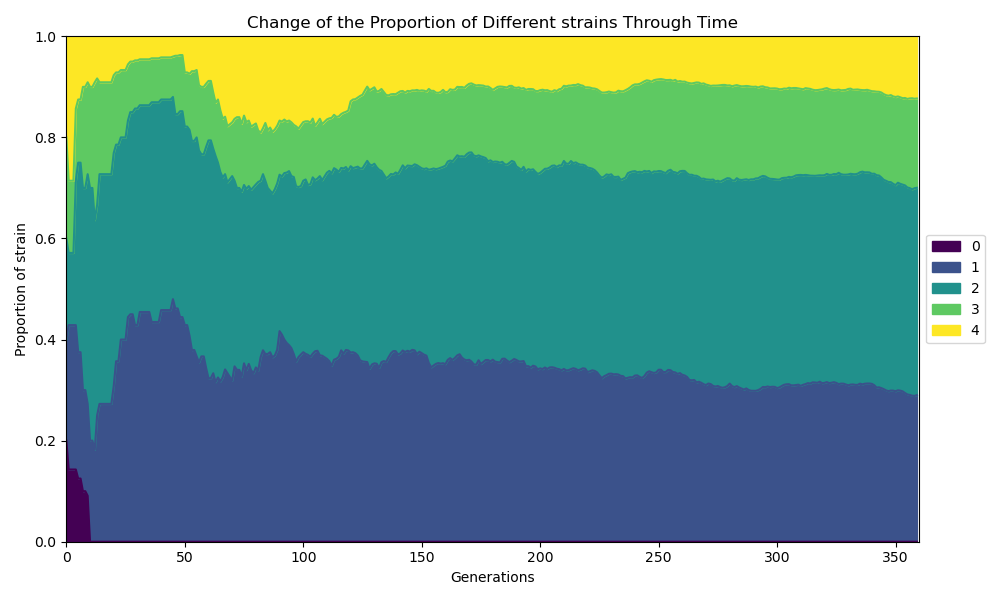 Change of the Proportion of Different strains Through Time
1.0
0.8
0.6
0.4
0.2
0.0
Proportion of strain
0 50 100 150 200 250 300 350
Generations
0
1
2
3
4